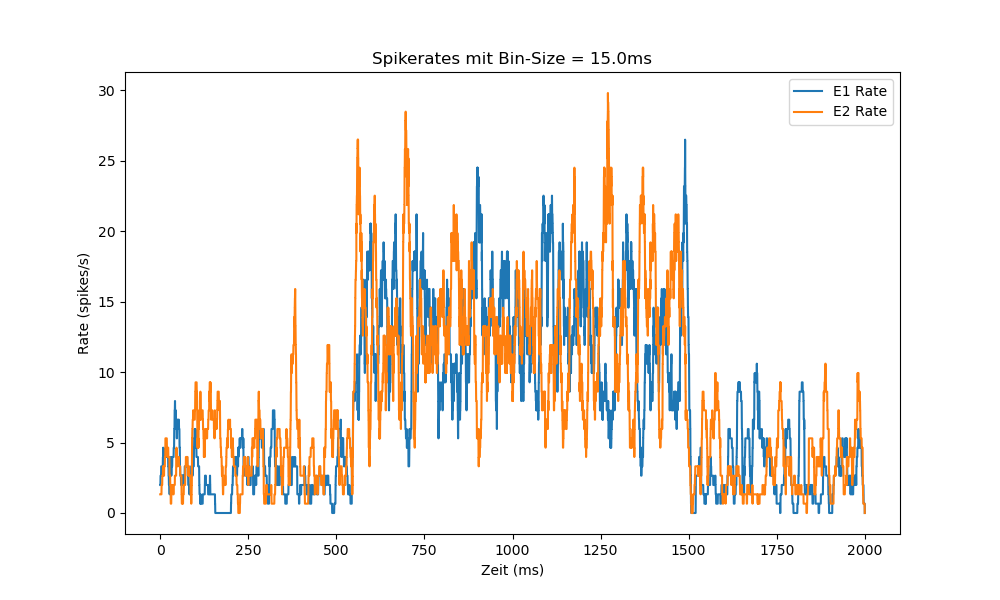 Spikerates mit Bin-Size = 15.0ms
E1 Rate
E2 Rate
30
25
20
15
10
5
0
Rate (spikes/s)
0 250 500 750 1000 1250 1500 1750 2000
Zeit (ms)